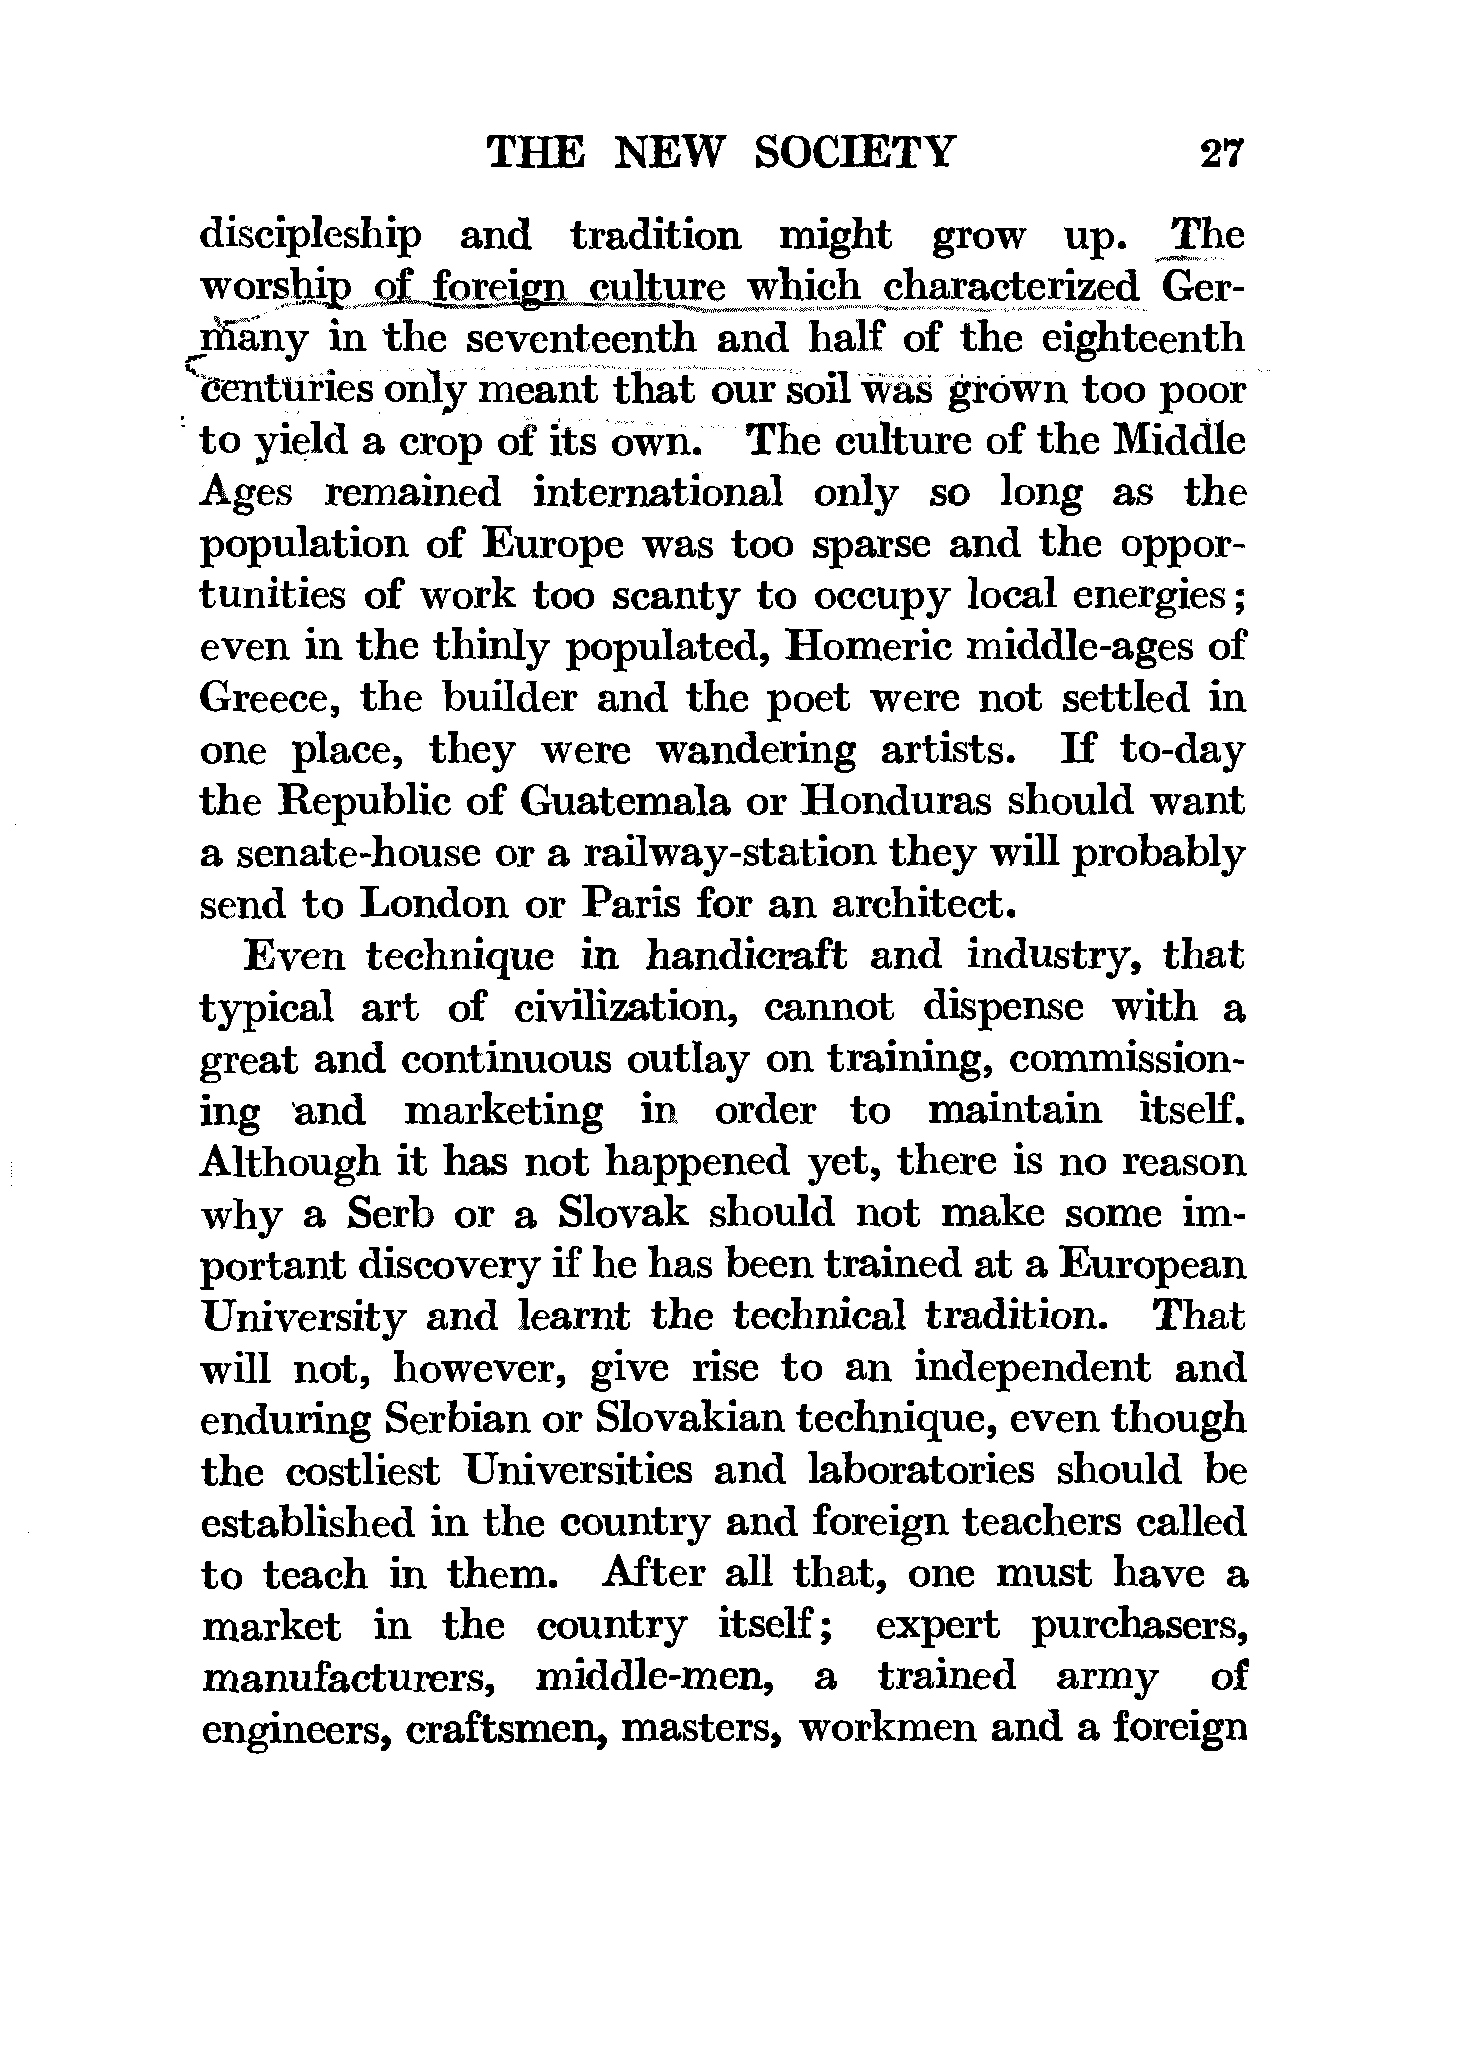 THE NEW SOCIETY 27
discipleship and tradition might grow up. The
worship of foreign culture which characterized Ger-
many in the seventeenth and half of the eighteenth
centuries only meant that our soil was grown too poor
to yield a crop of its own. The culture of the Middle
Ages remained international only so long as the
population of Europe was too sparse and the oppor-
tunities of work too scanty to occupy local energies;
even in the thinly populated, Homeric middle-ages of
Greece, the builder and the poet were not settled in
one place, they were wandering artists. If to-day
the Republic of Guatemala or Honduras should want
a senate-house or a railway-station they will probably
send to London or Paris for an architect.
Even technique in handicraft and industry, that
typical art of civilization, cannot dispense with a
great and continuous outlay on training, commission-
ing and marketing in order to maintain itself.
Although it has not happened yet, there is no reason
why a Serb or a Slovak should not make some im-
portant discovery if he has been trained at a European
University and learnt the technical tradition. That
will not, however, give rise to an independent and
enduring Serbian or Slovakian technique, even though
the costliest Universities and laboratories should be
established in the country and foreign teachers called
to teach in them. After all that, one must have a
market in the country itself; expert purchasers,
manufacturers, middle-men, a trained army of
engineers, craftsmen, masters, workmen and a foreign